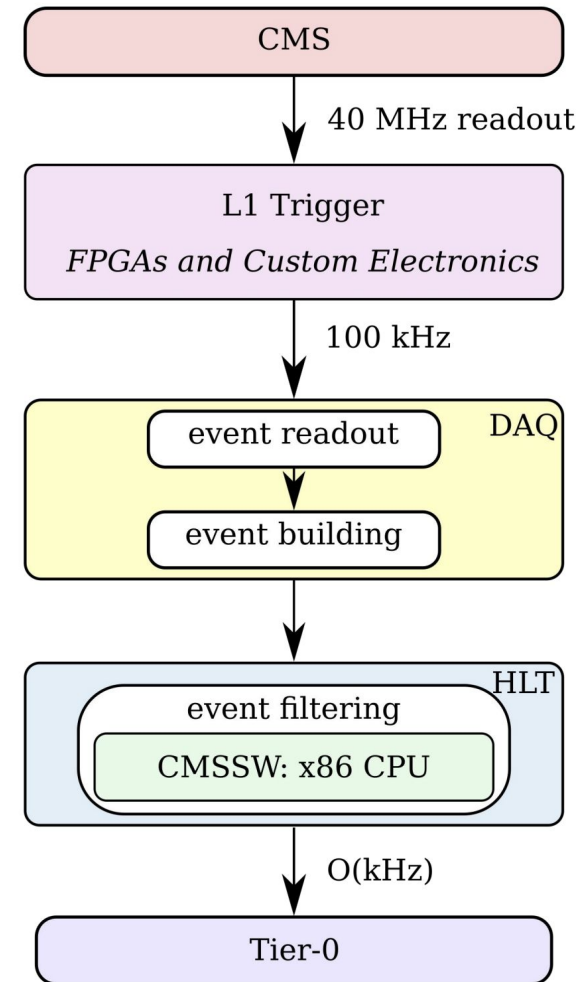 CMS
40 MHz readout
L1 Trigger
FPGAs and Custom Electronics
100 kHz
DAQ
event readout
event building
HLT
event filtering
CMSSW: x86 CPU
O(kHz)
Tier-0